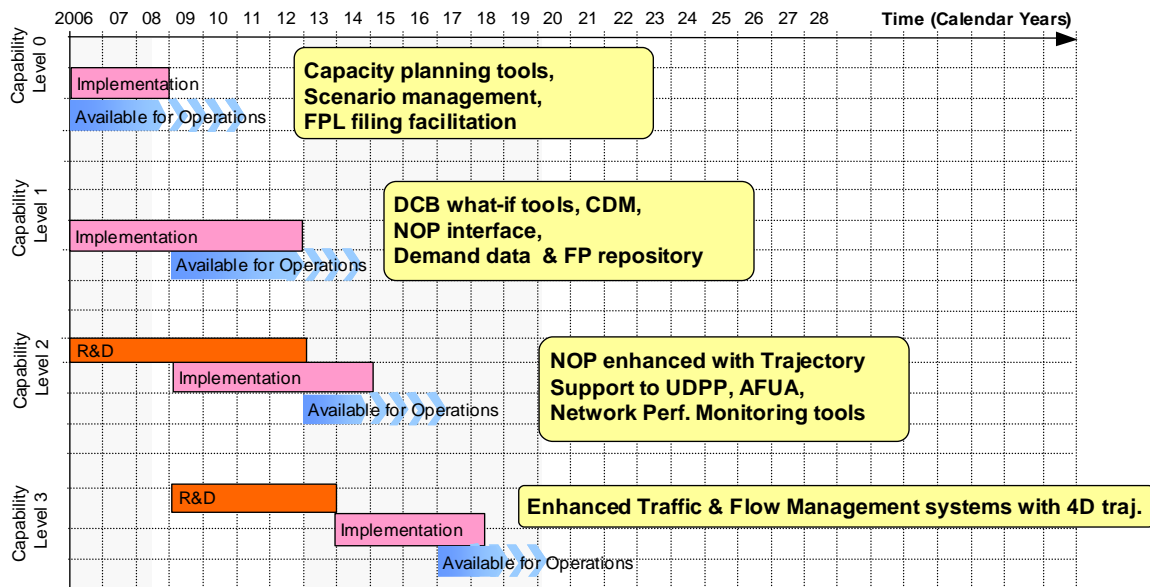 2006 07 08 09 10 11 12 13 14 15 16 17 18 19 20 21 22 23 24 25 26 27 28 Time (Calendar Years)
Capability
Level 0
Implementation
Available for Operations
Capacity planning tools,
Scenario management,
FPL filing facilitation
Capability
Level 1
Implementation
Available for Operations
DCB what-if tools, CDM,
NOP interface,
Demand data & FP repository
Capability
Level 2
R&D
Implementation
Available for Operations
NOP enhanced with Trajectory
Support to UDPP, AFUA,
Network Perf. Monitoring tools
Capability
Level 3
R&D
Implementation
Available for Operations
Enhanced Traffic & Flow Management systems with 4D traj.